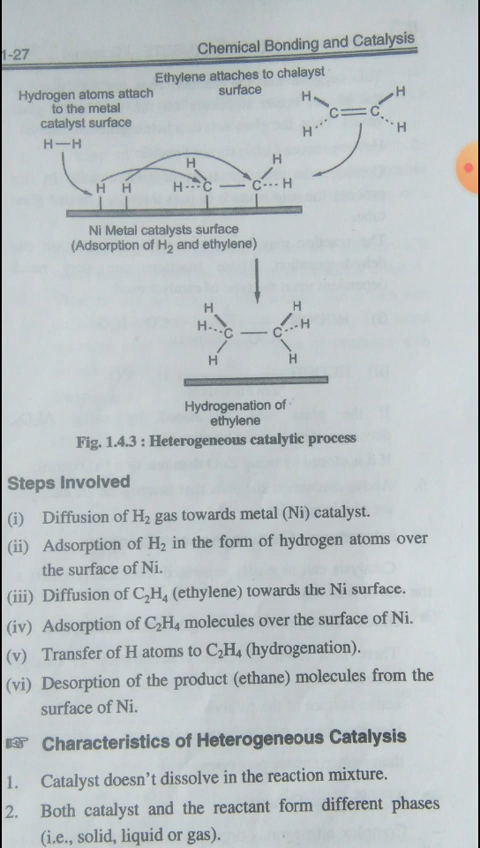 1-27
Chemical Bonding and Catalysis
Hydrogen atoms attach
to the metal
catalyst surface
Ethylene attaches to chalayst
surface
H H
C=C
H H
H—H
H H
H H H---C — C---H
Ni Metal catalysts surface
(Adsorption of H₂ and ethylene)
H H
H---C — C---H
H H
Hydrogenation of
ethylene
Fig. 1.4.3 : Heterogeneous catalytic process
Steps Involved
(i) Diffusion of H₂ gas towards metal (Ni) catalyst.
(ii) Adsorption of H₂ in the form of hydrogen atoms over
the surface of Ni.
(iii) Diffusion of C₂H₄ (ethylene) towards the Ni surface.
(iv) Adsorption of C₂H₄ molecules over the surface of Ni.
(v) Transfer of H atoms to C₂H₄ (hydrogenation).
(vi) Desorption of the product (ethane) molecules from the
surface of Ni.
☞ Characteristics of Heterogeneous Catalysis
1. Catalyst doesn't dissolve in the reaction mixture.
2. Both catalyst and the reactant form different phases
(i.e., solid, liquid or gas).